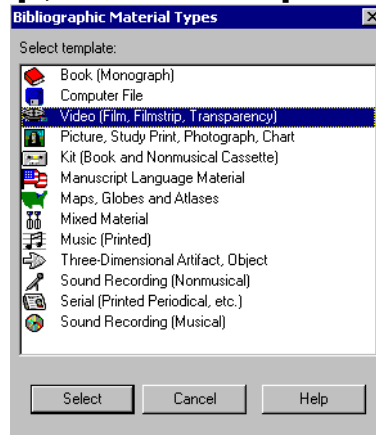 Bibliographic Material Types
Select template:
Book (Monograph)
Computer File
Video (Film, Filmstrip, Transparency)
Picture, Study Print, Photograph, Chart
Kit (Book and Nonmusical Cassette)
Manuscript Language Material
Maps, Globes and Atlases
Mixed Material
Music (Printed)
Three-Dimensional Artifact, Object
Sound Recording (Nonmusical)
Serial (Printed Periodical, etc.)
Sound Recording (Musical)
Select Cancel Help